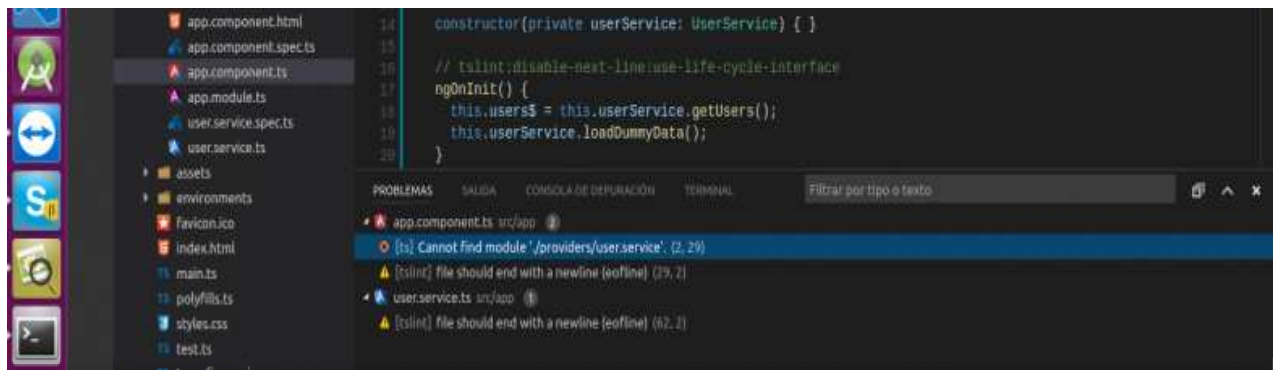 app.component.html
app.component.spec.ts
app.component.ts
app.module.ts
user.service.spec.ts
user.service.ts
assets
environments
favicon.ico
index.html
main.ts
polyfills.ts
styles.css
test.ts
14 constructor(private userService: UserService) { }
15
16 // tslint:disable-next-line:use-life-cycle-interface
17 ngOnInit() {
18 this.users$ = this.userService.getUsers();
19 this.userService.loadDummyData();
20 }
PROBLEMAS SALIDA CONSOLA DE DEPURACIÓN TERMINAL Filtrar por tipo o texto
app.component.ts src/app 2
[ts] Cannot find module './providers/user.service'. (2, 29)
[tslint] file should end with a newline (eofline) (29, 2)
user.service.ts src/app 1
[tslint] file should end with a newline (eofline) (62, 2)